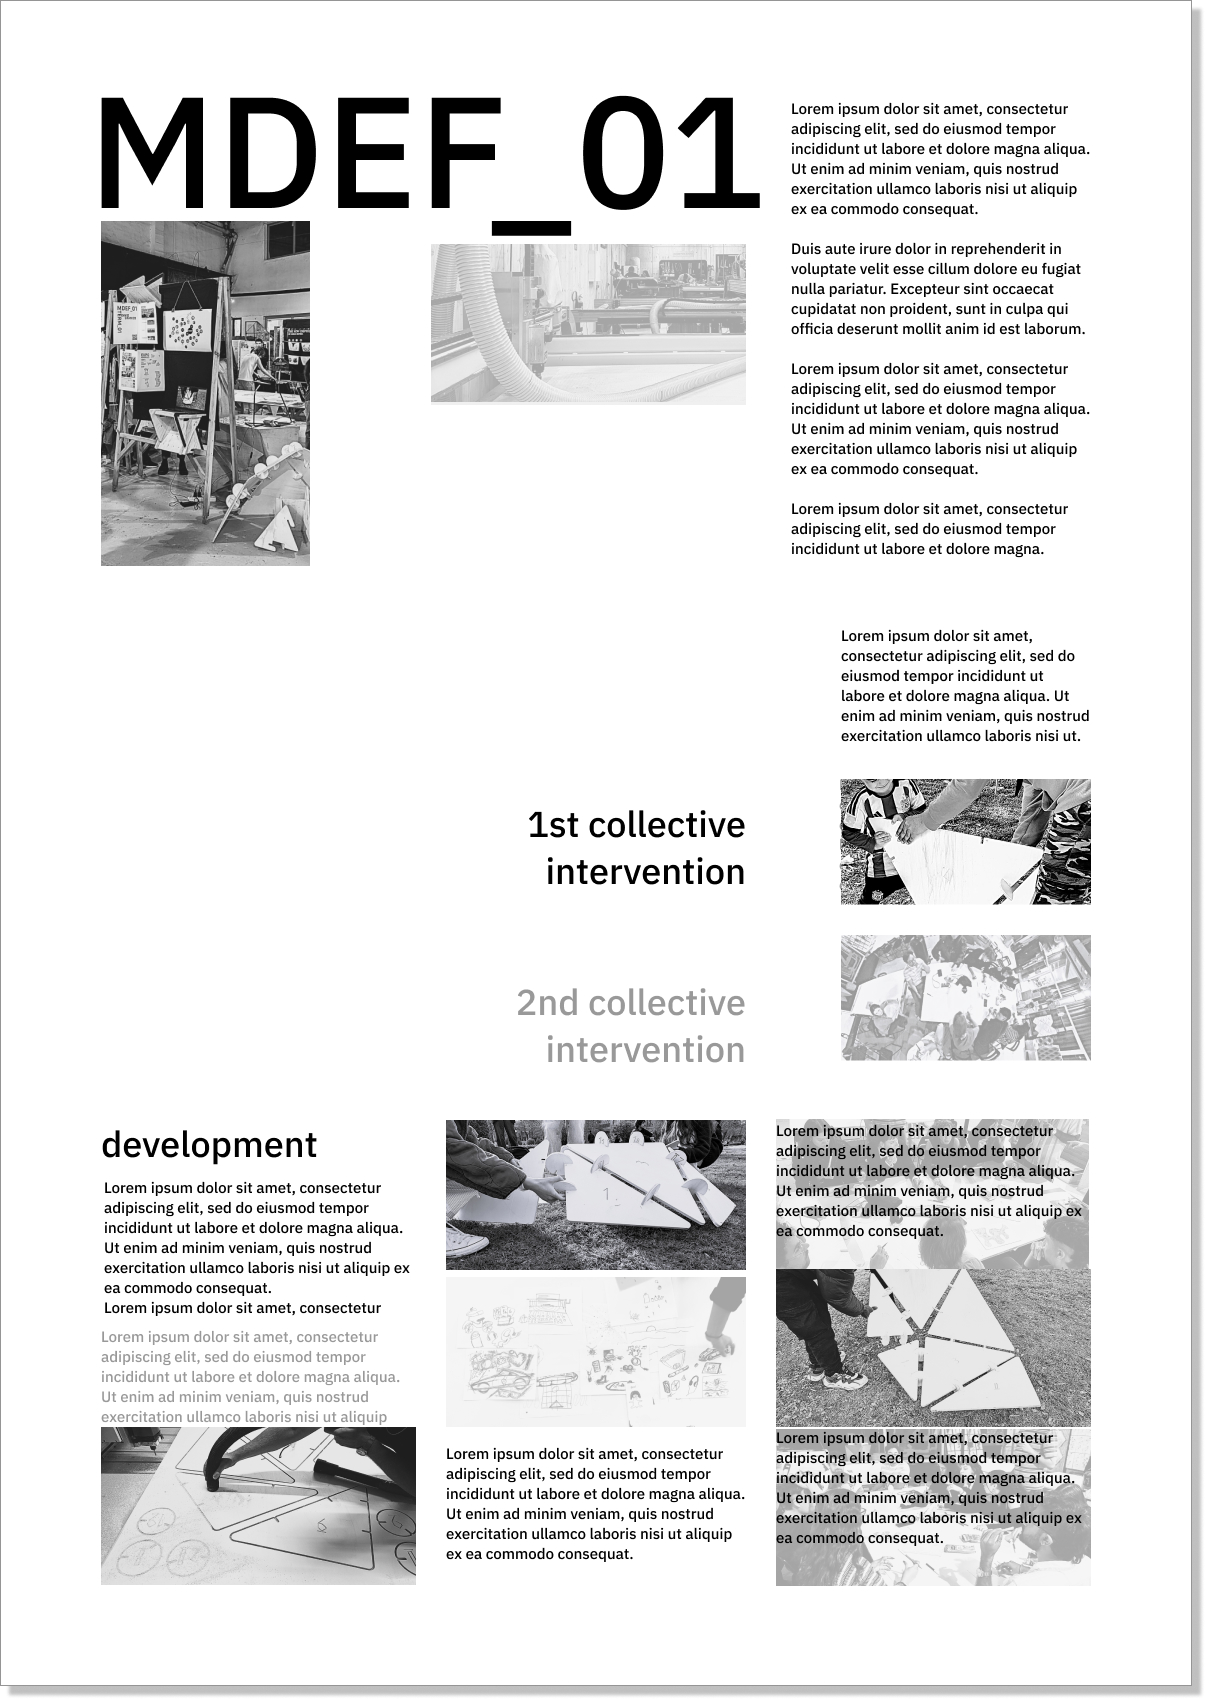 MDEF_01
Lorem ipsum dolor sit amet, consectetur
adipiscing elit, sed do eiusmod tempor
incididunt ut labore et dolore magna aliqua.
Ut enim ad minim veniam, quis nostrud
exercitation ullamco laboris nisi ut aliquip
ex ea commodo consequat.
Duis aute irure dolor in reprehenderit in
voluptate velit esse cillum dolore eu fugiat
nulla pariatur. Excepteur sint occaecat
cupidatat non proident, sunt in culpa qui
officia deserunt mollit anim id est laborum.
Lorem ipsum dolor sit amet, consectetur
adipiscing elit, sed do eiusmod tempor
incididunt ut labore et dolore magna aliqua.
Ut enim ad minim veniam, quis nostrud
exercitation ullamco laboris nisi ut aliquip
ex ea commodo consequat.
Lorem ipsum dolor sit amet, consectetur
adipiscing elit, sed do eiusmod tempor
incididunt ut labore et dolore magna.
MDEF_01
Lorem ipsum dolor sit amet,
consectetur adipiscing elit, sed do
eiusmod tempor incididunt ut
labore et dolore magna aliqua. Ut
enim ad minim veniam, quis nostrud
exercitation ullamco laboris nisi ut.
1st collective
intervention
2nd collective
intervention
development
Lorem ipsum dolor sit amet, consectetur
adipiscing elit, sed do eiusmod tempor
incididunt ut labore et dolore magna aliqua.
Ut enim ad minim veniam, quis nostrud
exercitation ullamco laboris nisi ut aliquip ex
ea commodo consequat.
Lorem ipsum dolor sit amet, consectetur
Lorem ipsum dolor sit amet, consectetur
adipiscing elit, sed do eiusmod tempor
incididunt ut labore et dolore magna aliqua.
Ut enim ad minim veniam, quis nostrud
exercitation ullamco laboris nisi ut aliquip
6
1
Lorem ipsum dolor sit amet, consectetur
adipiscing elit, sed do eiusmod tempor
incididunt ut labore et dolore magna aliqua.
Ut enim ad minim veniam, quis nostrud
exercitation ullamco laboris nisi ut aliquip
ex ea commodo consequat.
Lorem ipsum dolor sit amet, consectetur
adipiscing elit, sed do eiusmod tempor
incididunt ut labore et dolore magna aliqua.
Ut enim ad minim veniam, quis nostrud
exercitation ullamco laboris nisi ut aliquip ex
ea commodo consequat.
Lorem ipsum dolor sit amet, consectetur
adipiscing elit, sed do eiusmod tempor
incididunt ut labore et dolore magna aliqua.
Ut enim ad minim veniam, quis nostrud
exercitation ullamco laboris nisi ut aliquip ex
ea commodo consequat.